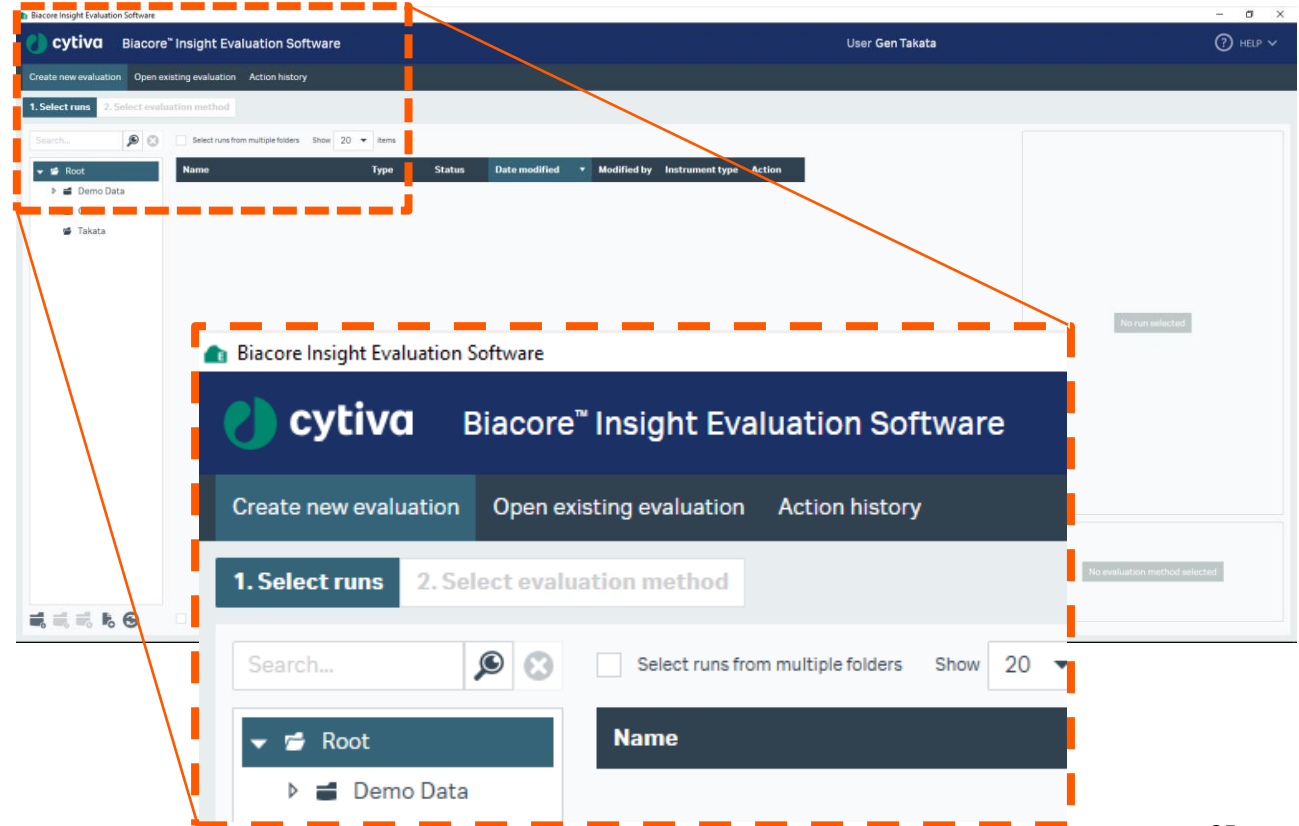 Biacore Insight Evaluation Software
cytiva Biacore™ Insight Evaluation Software User Gen Takata HELP
Create new evaluation Open existing evaluation Action history
1. Select runs 2. Select evaluation method
Search... Select runs from multiple folders Show 20 items
Root Name Type Status Date modified Modified by Instrument type Action
Demo Data
Takata
No run selected
No evaluation method selected
Biacore Insight Evaluation Software
cytiva Biacore™ Insight Evaluation Software
Create new evaluation Open existing evaluation Action history
1. Select runs 2. Select evaluation method
Search... Select runs from multiple folders Show 20
Root Name
Demo Data